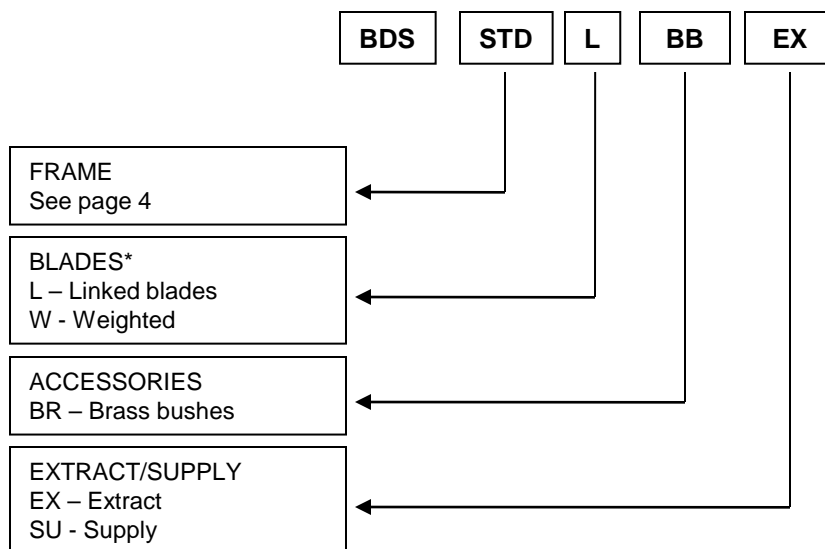 BDS STD L BB EX
FRAME
See page 4
BLADES*
L – Linked blades
W - Weighted
ACCESSORIES
BR – Brass bushes
EXTRACT/SUPPLY
EX – Extract
SU - Supply